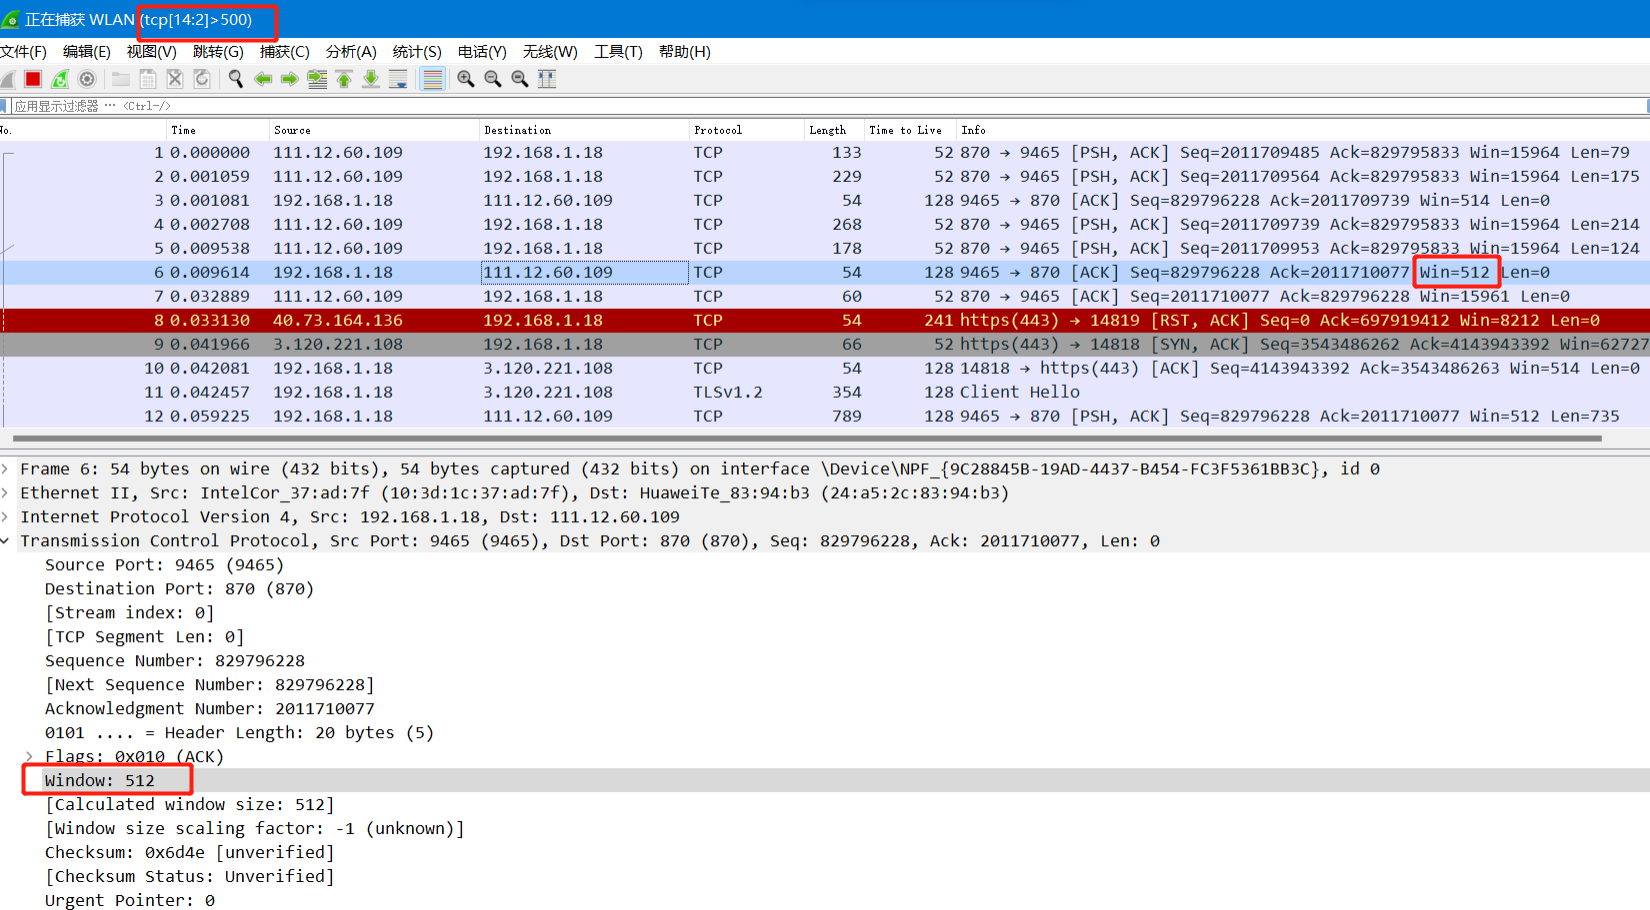 正在捕获 WLAN (tcp[14:2]>500)
文件(F) 编辑(E) 视图(V) 跳转(G) 捕获(C) 分析(A) 统计(S) 电话(Y) 无线(W) 工具(T) 帮助(H)
应用显示过滤器 … <Ctrl-/>
No. Time Source Destination Protocol Length Time to Live Info
1 0.000000 111.12.60.109 192.168.1.18 TCP 133 52 870 → 9465 [PSH, ACK] Seq=2011709485 Ack=829795833 Win=15964 Len=79
2 0.001059 111.12.60.109 192.168.1.18 TCP 229 52 870 → 9465 [PSH, ACK] Seq=2011709564 Ack=829795833 Win=15964 Len=175
3 0.001081 192.168.1.18 111.12.60.109 TCP 54 128 9465 → 870 [ACK] Seq=829796228 Ack=2011709739 Win=514 Len=0
4 0.002708 111.12.60.109 192.168.1.18 TCP 268 52 870 → 9465 [PSH, ACK] Seq=2011709739 Ack=829795833 Win=15964 Len=214
5 0.009538 111.12.60.109 192.168.1.18 TCP 178 52 870 → 9465 [PSH, ACK] Seq=2011709953 Ack=829795833 Win=15964 Len=124
6 0.009614 192.168.1.18 111.12.60.109 TCP 54 128 9465 → 870 [ACK] Seq=829796228 Ack=2011710077 Win=512 Len=0
7 0.032889 111.12.60.109 192.168.1.18 TCP 60 52 870 → 9465 [ACK] Seq=2011710077 Ack=829796228 Win=15961 Len=0
8 0.033130 40.73.164.136 192.168.1.18 TCP 54 241 https(443) → 14819 [RST, ACK] Seq=0 Ack=697919412 Win=8212 Len=0
9 0.041966 3.120.221.108 192.168.1.18 TCP 66 52 https(443) → 14818 [SYN, ACK] Seq=3543486262 Ack=4143943392 Win=62727
10 0.042081 192.168.1.18 3.120.221.108 TCP 54 128 14818 → https(443) [ACK] Seq=4143943392 Ack=3543486263 Win=514 Len=0
11 0.042457 192.168.1.18 3.120.221.108 TLSv1.2 354 128 Client Hello
12 0.059225 192.168.1.18 111.12.60.109 TCP 789 128 9465 → 870 [PSH, ACK] Seq=829796228 Ack=2011710077 Win=512 Len=735
Frame 6: 54 bytes on wire (432 bits), 54 bytes captured (432 bits) on interface \Device\NPF_{9C28845B-19AD-4437-B454-FC3F5361BB3C}, id 0
Ethernet II, Src: IntelCor_37:ad:7f (10:3d:1c:37:ad:7f), Dst: HuaweiTe_83:94:b3 (24:a5:2c:83:94:b3)
Internet Protocol Version 4, Src: 192.168.1.18, Dst: 111.12.60.109
Transmission Control Protocol, Src Port: 9465 (9465), Dst Port: 870 (870), Seq: 829796228, Ack: 2011710077, Len: 0
Source Port: 9465 (9465)
Destination Port: 870 (870)
[Stream index: 0]
[TCP Segment Len: 0]
Sequence Number: 829796228
[Next Sequence Number: 829796228]
Acknowledgment Number: 2011710077
0101 .... = Header Length: 20 bytes (5)
Flags: 0x010 (ACK)
Window: 512
[Calculated window size: 512]
[Window size scaling factor: -1 (unknown)]
Checksum: 0x6d4e [unverified]
[Checksum Status: Unverified]
Urgent Pointer: 0